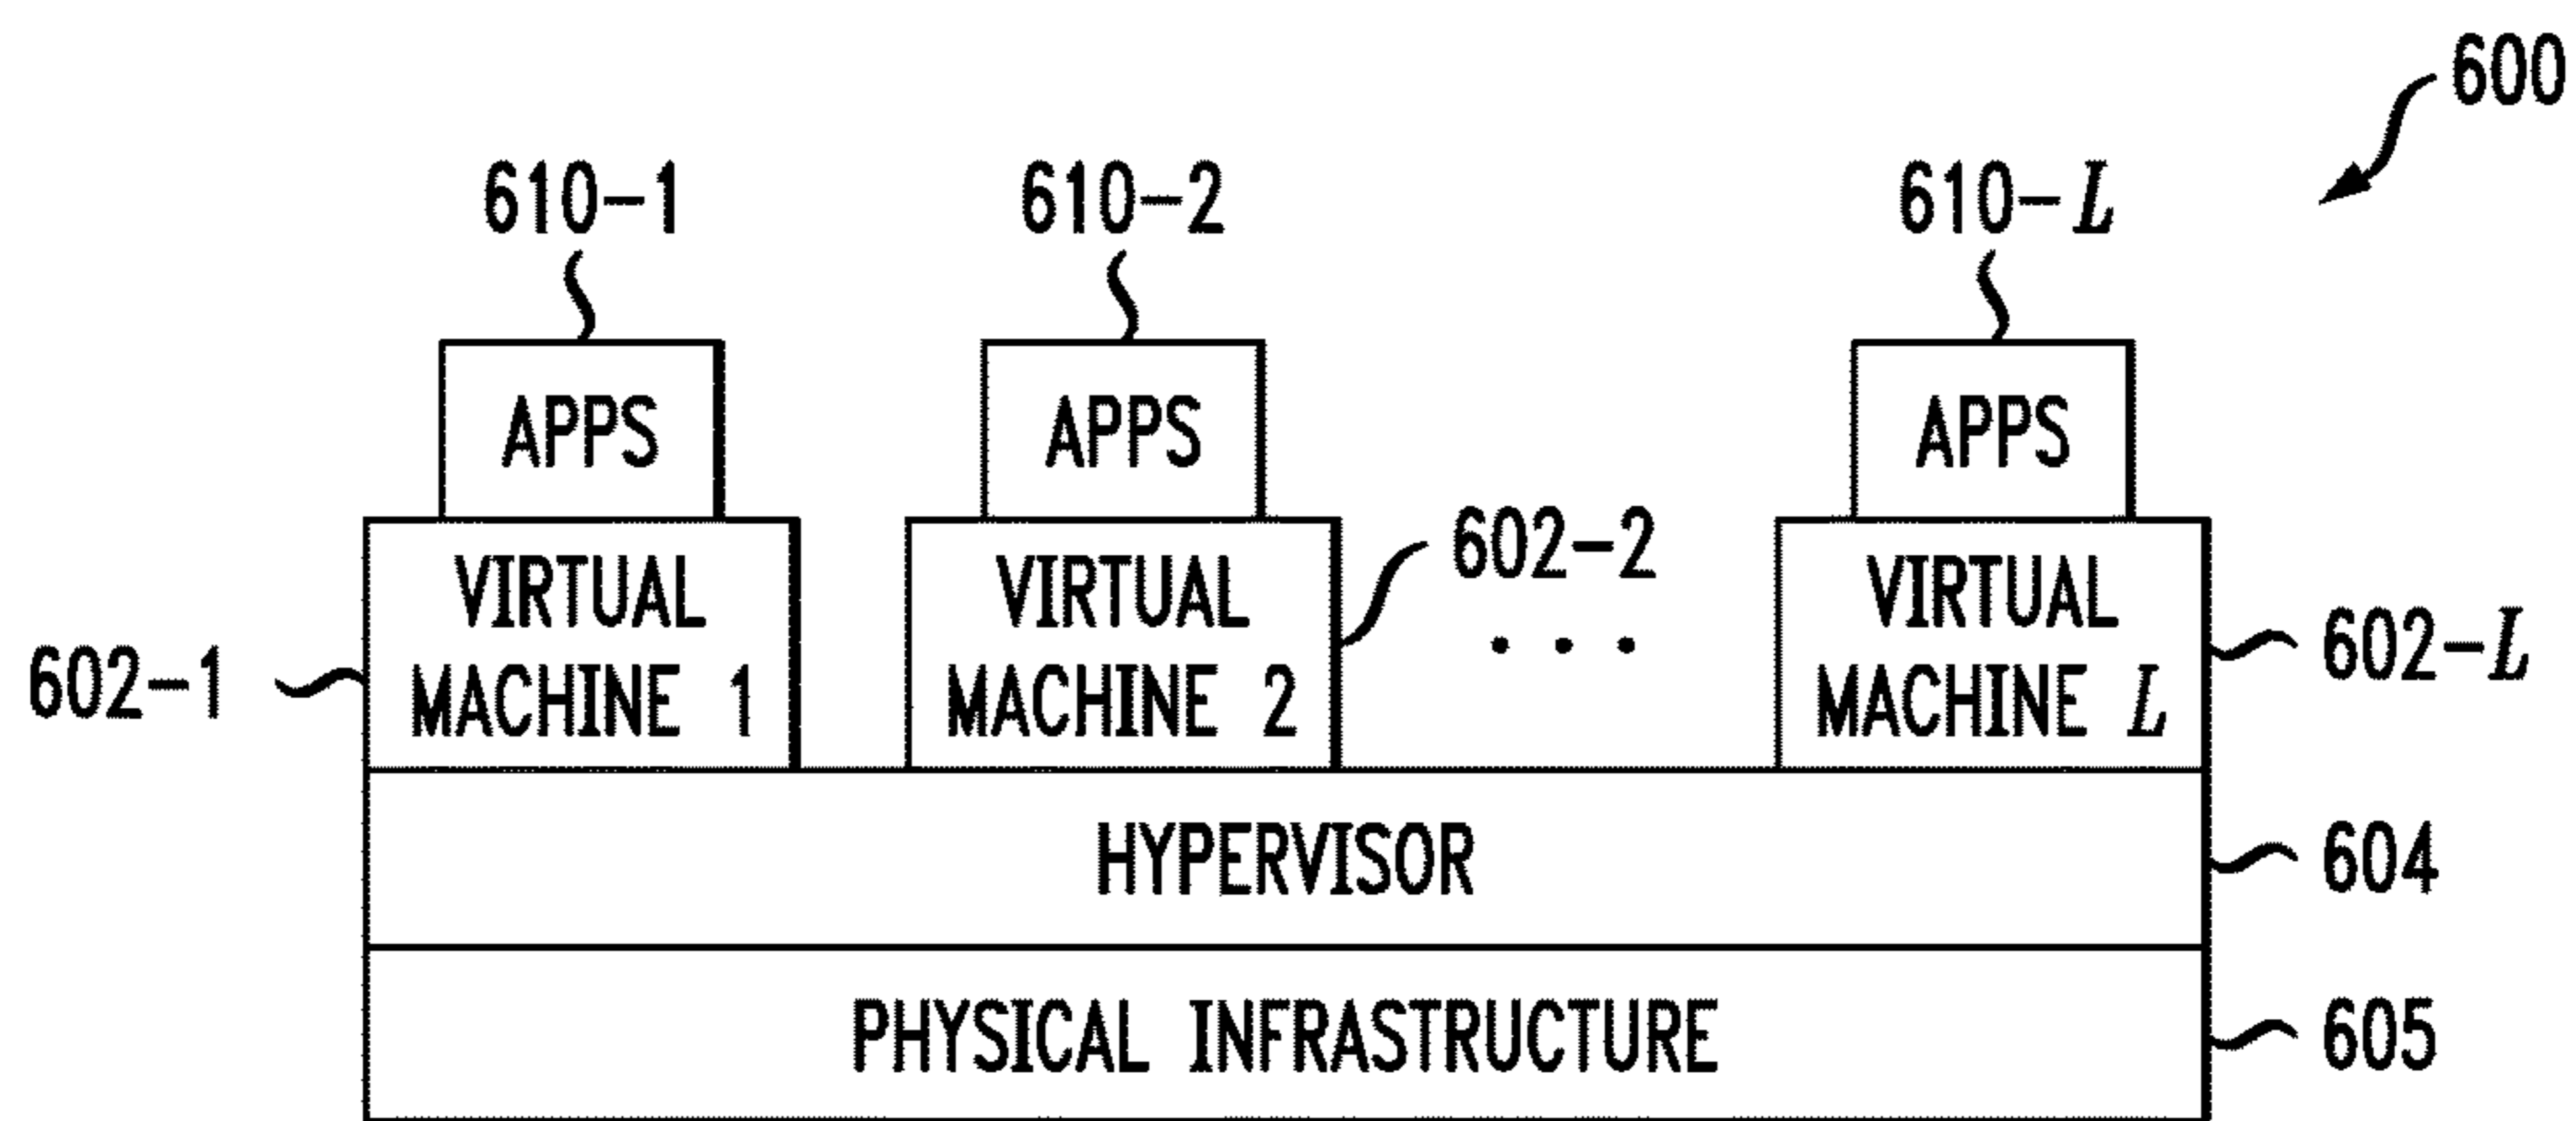 600
610-1
610-2
610-L
APPS
APPS
APPS
VIRTUAL
MACHINE 1
VIRTUAL
MACHINE 2
VIRTUAL
MACHINE L
602-1
602-2
. . .
602-L
HYPERVISOR
604
PHYSICAL INFRASTRUCTURE
605